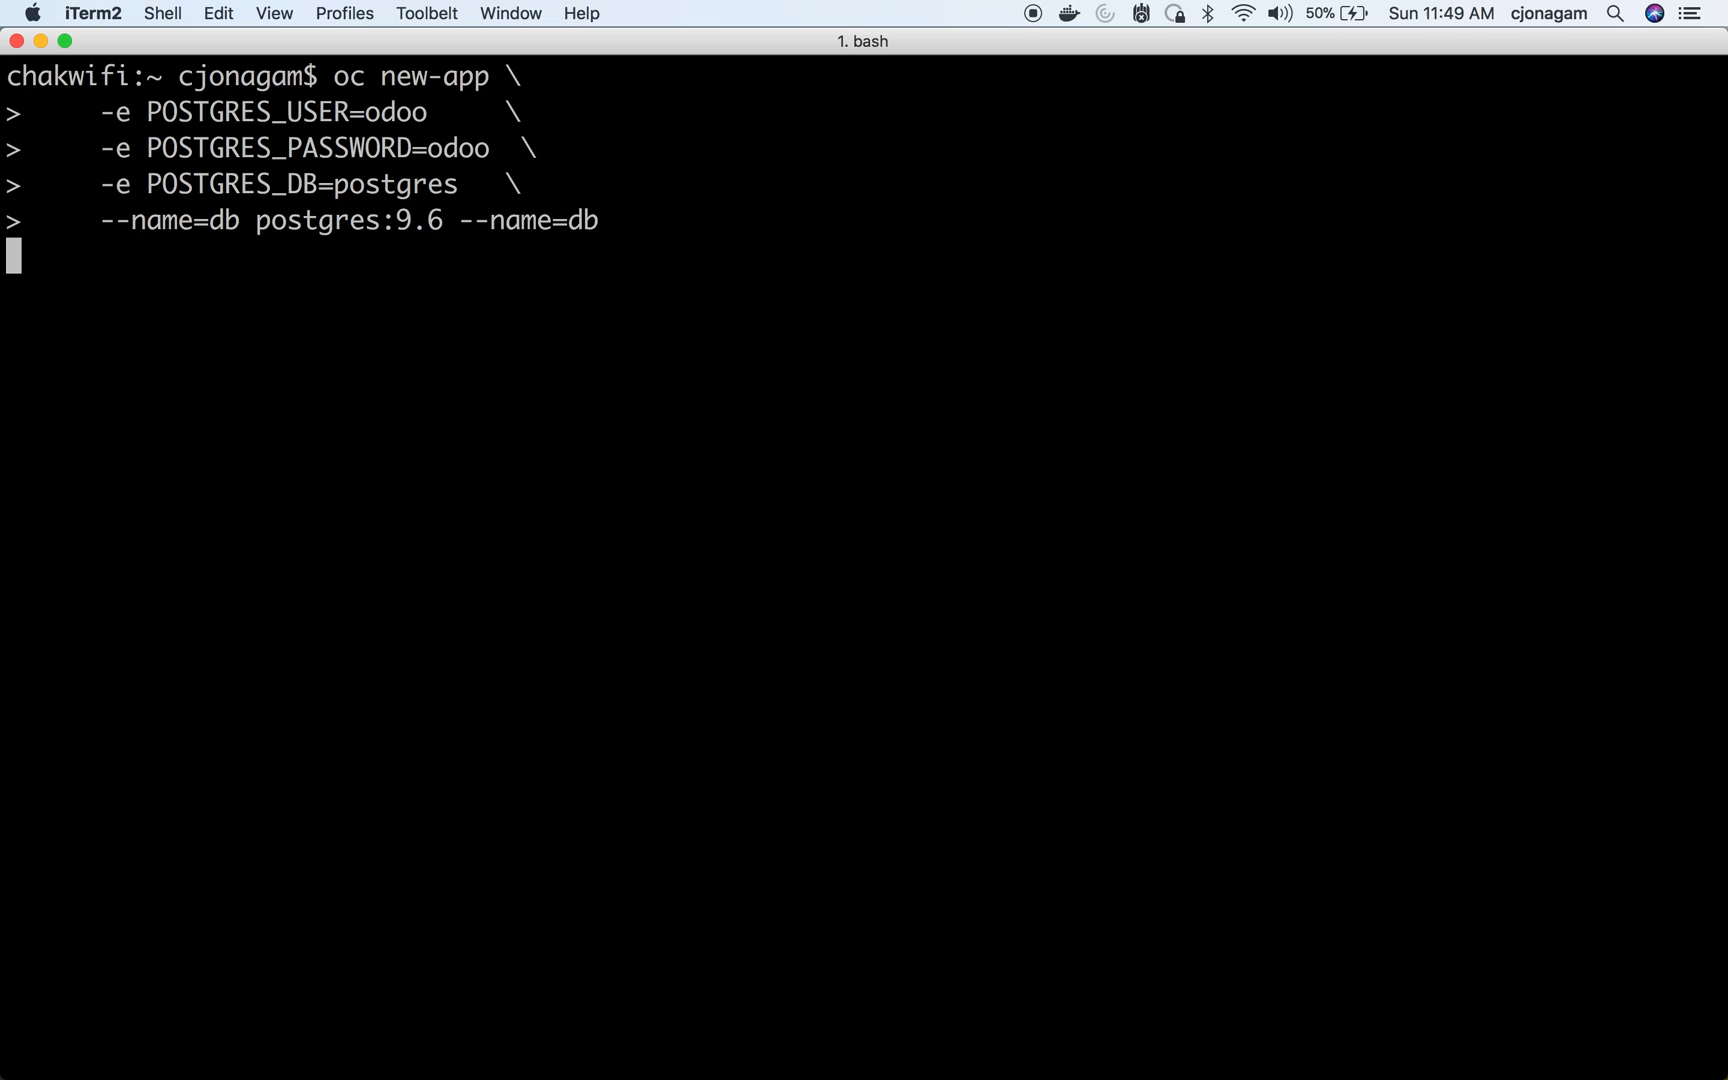 iTerm2 Shell Edit View Profiles Toolbelt Window Help 50% Sun 11:49 AM cjonagam
1. bash
chakwifi:~ cjonagam$ oc new-app \
>     -e POSTGRES_USER=odoo     \
>     -e POSTGRES_PASSWORD=odoo  \
>     -e POSTGRES_DB=postgres   \
>     --name=db postgres:9.6 --name=db